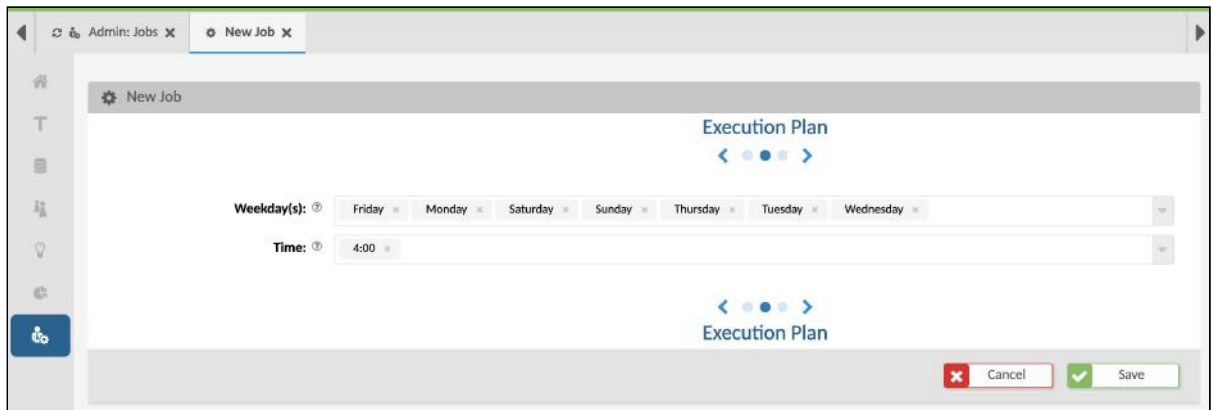 Admin: Jobs New Job
New Job
Execution Plan
Weekday(s): Friday Monday Saturday Sunday Thursday Tuesday Wednesday
Time: 4:00
Execution Plan
Cancel Save